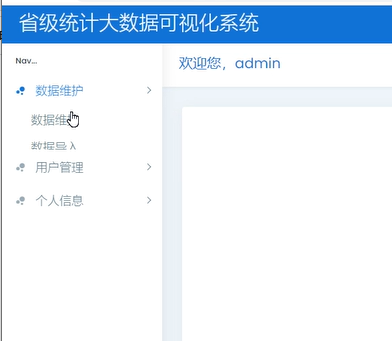 省级统计大数据可视化系统
Nav...
欢迎您，admin
数据维护
数据维
数据导入
用户管理
个人信息